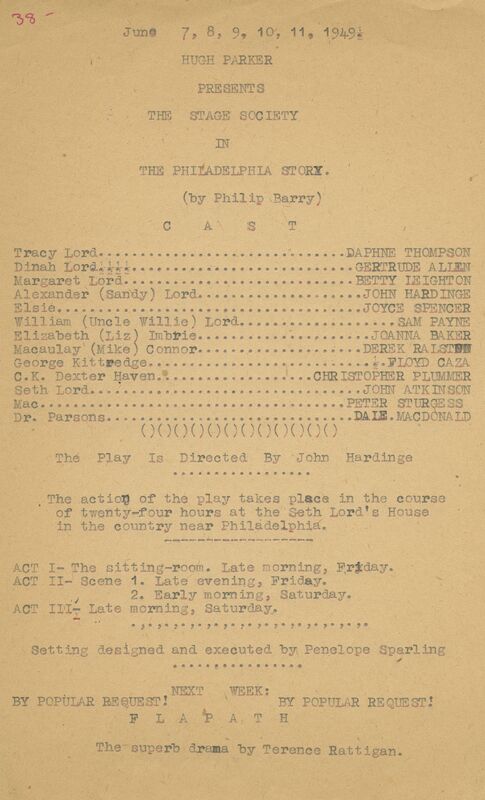 38-
June 7, 8, 9, 10, 11, 1949.
HUGH PARKER
PRESENTS
THE STAGE SOCIETY
IN
THE PHILADELPHIA STORY.
(by Philip Barry)
C A S T
Tracy Lord..............................DAPHNE THOMPSON
Dinah Lord..............................GERTRUDE ALLEN
Margaret Lord............................BETTY LEIGHTON
Alexander (Sandy) Lord....................JOHN HARDINGE
Elsie.....................................JOYCE SPENCER
William (Uncle Willie) Lord...................SAM PAYNE
Elizabeth (Liz) Imbrie.....................JOANNA BAKER
Macaulay (Mike) Connor.....................DEREK RALSTON
George Kittredge.............................FLOYD CAZA
C.K. Dexter Haven...................CHRISTOPHER PLUMMER
Seth Lord.................................JOHN ATKINSON
Mac.....................................PETER STURGESS
Dr. Parsons..............................DALE MACDONALD
()()()()()()()()()()()()()
The Play Is Directed By John Hardinge
................
The action of the play takes place in the course
of twenty-four hours at the Seth Lord's House
in the country near Philadelphia.
-------------------
ACT I- The sitting-room. Late morning, Friday.
ACT II- Scene 1. Late evening, Friday.
2. Early morning, Saturday.
ACT III- Late morning, Saturday.
.,.,.,.,.,.,.,.,.,.,.,.,.,.
Setting designed and executed by Penelope Sparling
................
NEXT WEEK:
BY POPULAR REQUEST! BY POPULAR REQUEST!
F L A P A T H
The superb drama by Terence Rattigan.